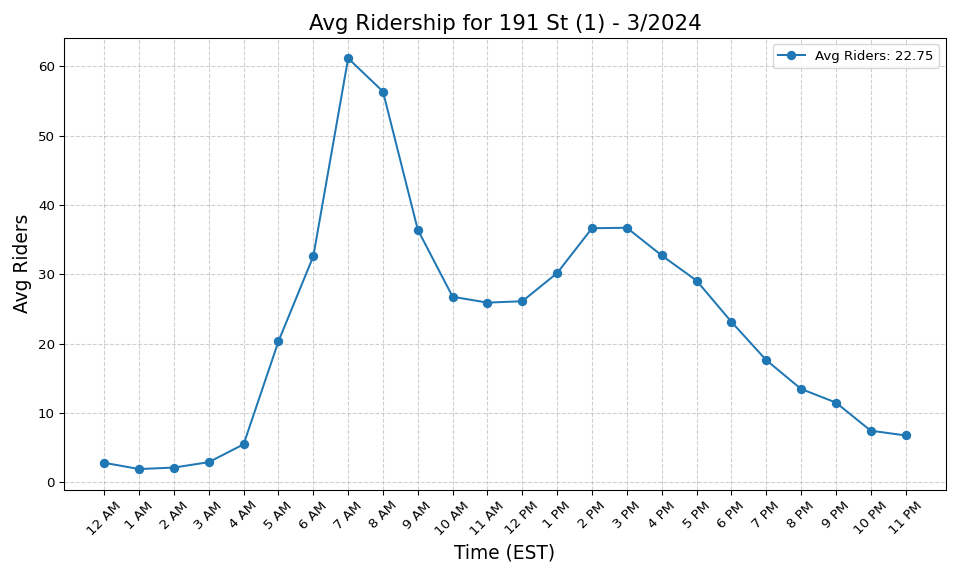 Avg Ridership for 191 St (1) - 3/2024
Avg Riders: 22.75
Avg Riders
60
50
40
30
20
10
0
12 AM
1 AM
2 AM
3 AM
4 AM
5 AM
6 AM
7 AM
8 AM
9 AM
10 AM
11 AM
12 PM
1 PM
2 PM
3 PM
4 PM
5 PM
6 PM
7 PM
8 PM
9 PM
10 PM
11 PM
Time (EST)